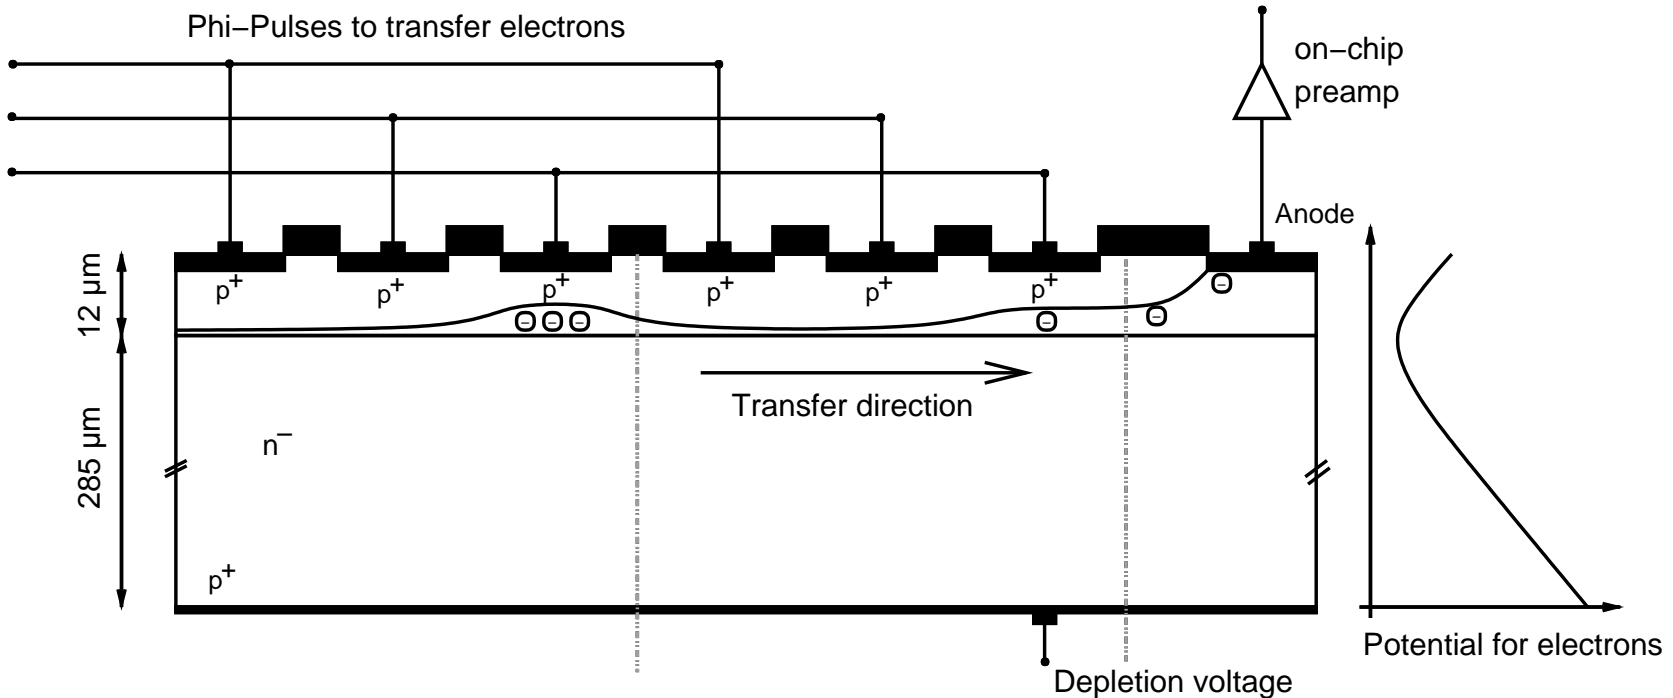 Phi−Pulses to transfer electrons
on−chip
preamp
Anode
12 µm
p+
p+
p+
p+
p+
p+
−
− − −
−
−
Transfer direction
285 µm
n−
p+
Potential for electrons
Depletion voltage